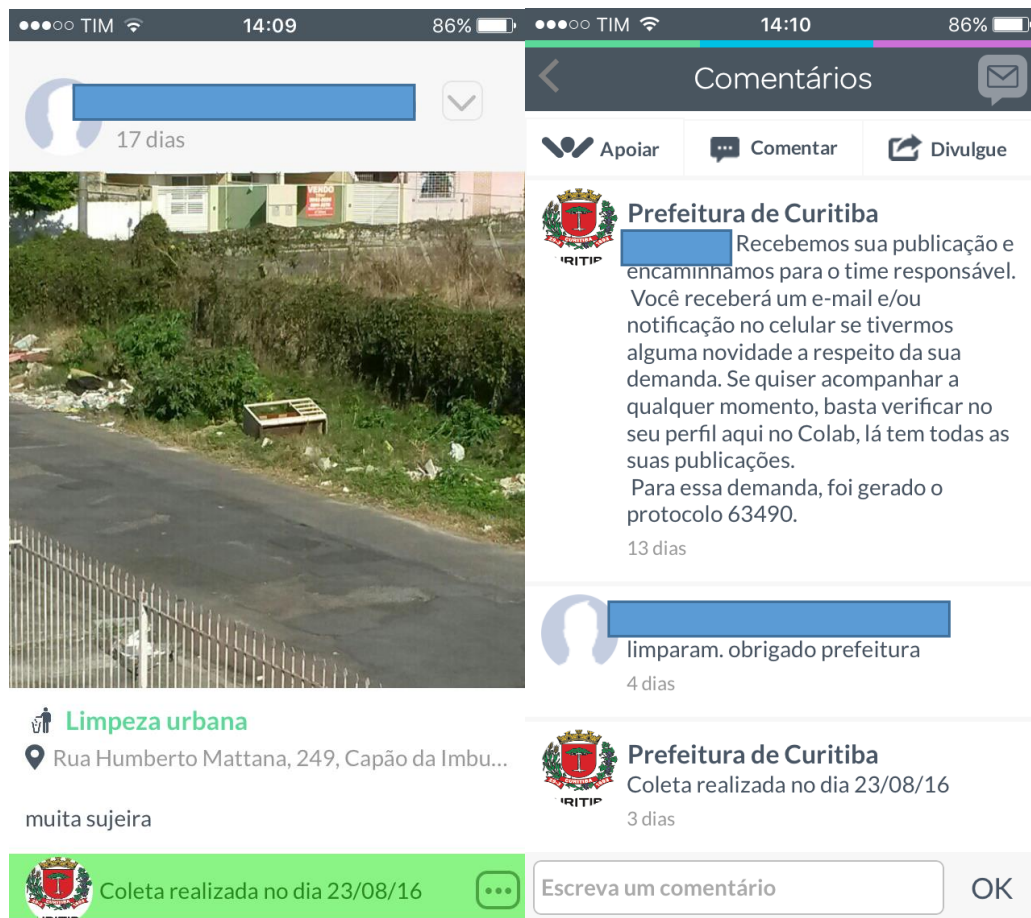 TIM 14:09 86%
17 dias
VENDO
Limpeza urbana
Rua Humberto Mattana, 249, Capão da Imbu...
muita sujeira
Coleta realizada no dia 23/08/16
TIM 14:10 86%
Comentários
Apoiar Comentar Divulgue
CURITIBA
Prefeitura de Curitiba
Recebemos sua publicação e
encaminhamos para o time responsável.
Você receberá um e-mail e/ou
notificação no celular se tivermos
alguma novidade a respeito da sua
demanda. Se quiser acompanhar a
qualquer momento, basta verificar no
seu perfil aqui no Colab, lá tem todas as
suas publicações.
Para essa demanda, foi gerado o
protocolo 63490.
13 dias
limparam. obrigado prefeitura
4 dias
Prefeitura de Curitiba
Coleta realizada no dia 23/08/16
3 dias
Escreva um comentário OK